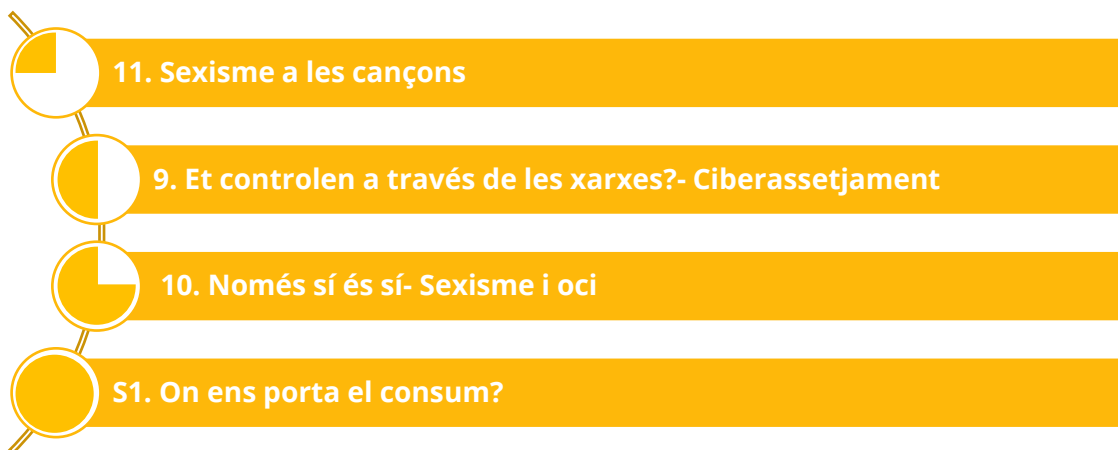 11. Sexisme a les cançons
9. Et controlen a través de les xarxes?- Ciberassetjament
10. Només sí és sí- Sexisme i oci
S1. On ens porta el consum?